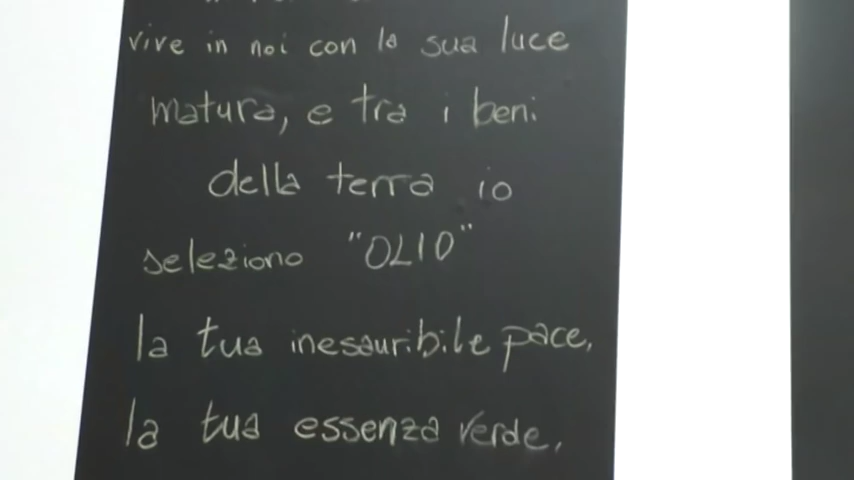 vive in noi con la sua luce
matura, e tra i beni
della terra io
seleziono "OLIO"
la tua inesauribile pace,
la tua essenza verde,